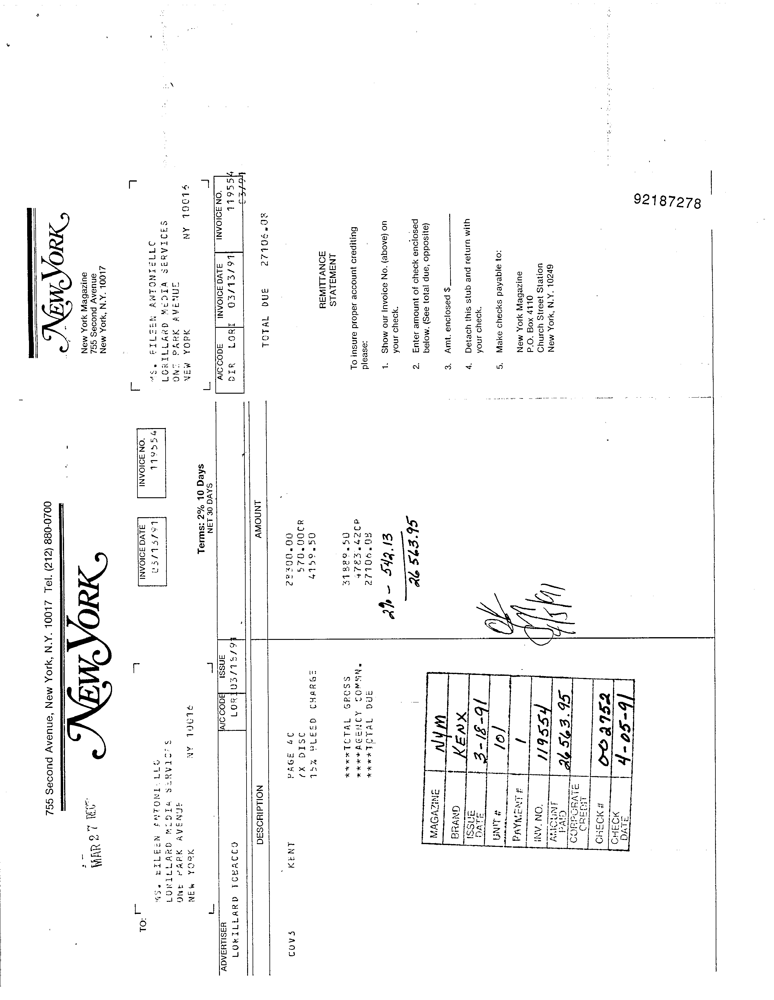 755 Second Avenue, New York, N.Y. 10017 Tel. (212) 880-0700
NEW YORK
MAR 27 REC'D
TO:
MS. EILEEN ANTONIELLO
LORILLARD MEDIA SERVICES
ONE PARK AVENUE
NEW YORK NY 10016
INVOICE DATE
03/13/91
INVOICE NO.
119554
Terms: 2% 10 Days
NET 30 DAYS
ADVERTISER
LORILLARD TOBACCO
A/C CODE
LORI
ISSUE
03/18/91
DESCRIPTION
AMOUNT
COV3 KENT PAGE 4C 28300.00
7X DISC 570.00CR
15% BLEED CHARGE 4159.50
****TOTAL GROSS 31889.50
****AGENCY COMMN. 4783.42CR
****TOTAL DUE 27106.08
2% - 542.13
26563.95
OK
4/5/91
MAGAZINE NYM
BRAND KENX
ISSUE DATE 3-18-91
UNIT # 101
PAYMENT # 1
INV. NO. 119554
AMOUNT PAID 26563.95
CORPORATE CREDIT
CHECK # 002752
CHECK DATE 4-05-91
NEW YORK
New York Magazine
755 Second Avenue
New York, N.Y. 10017
MS. EILEEN ANTONIELLO
LORILLARD MEDIA SERVICES
ONE PARK AVENUE
NEW YORK NY 10016
A/C CODE
DIR LORI
INVOICE DATE
03/13/91
INVOICE NO.
119554
03/91
TOTAL DUE 27106.08
REMITTANCE
STATEMENT
To insure proper account crediting
please:
1. Show our Invoice No. (above) on
your check.
2. Enter amount of check enclosed
below. (See total due, opposite)
3. Amt. enclosed $
4. Detach this stub and return with
your check.
5. Make checks payable to:
New York Magazine
P.O. Box 4110
Church Street Station
New York, N.Y. 10249
92187278